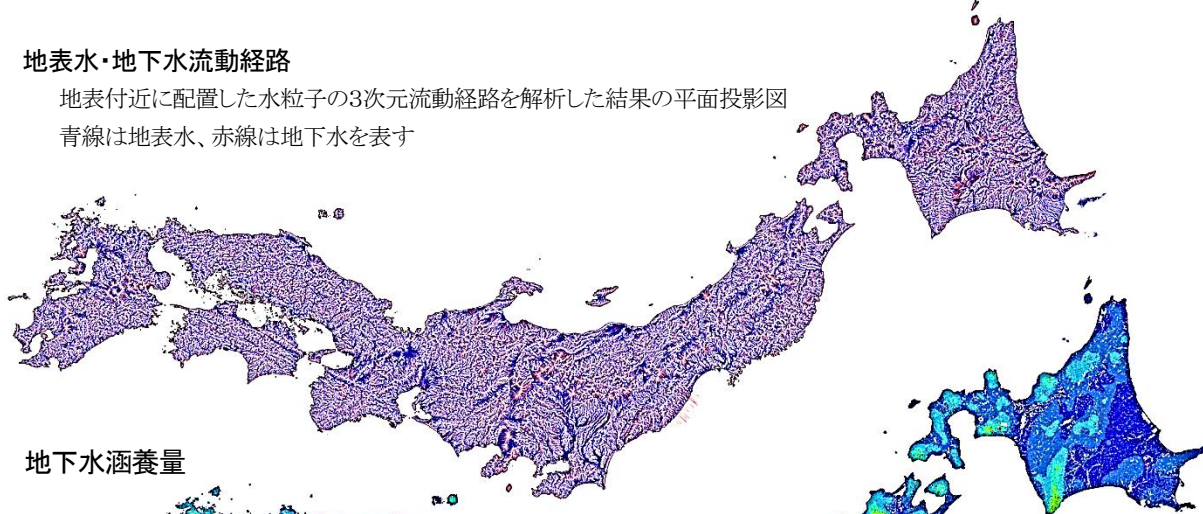 地表水・地下水流動経路
地表付近に配置した水粒子の3次元流動経路を解析した結果の平面投影図
青線は地表水、赤線は地下水を表す
地下水涵養量